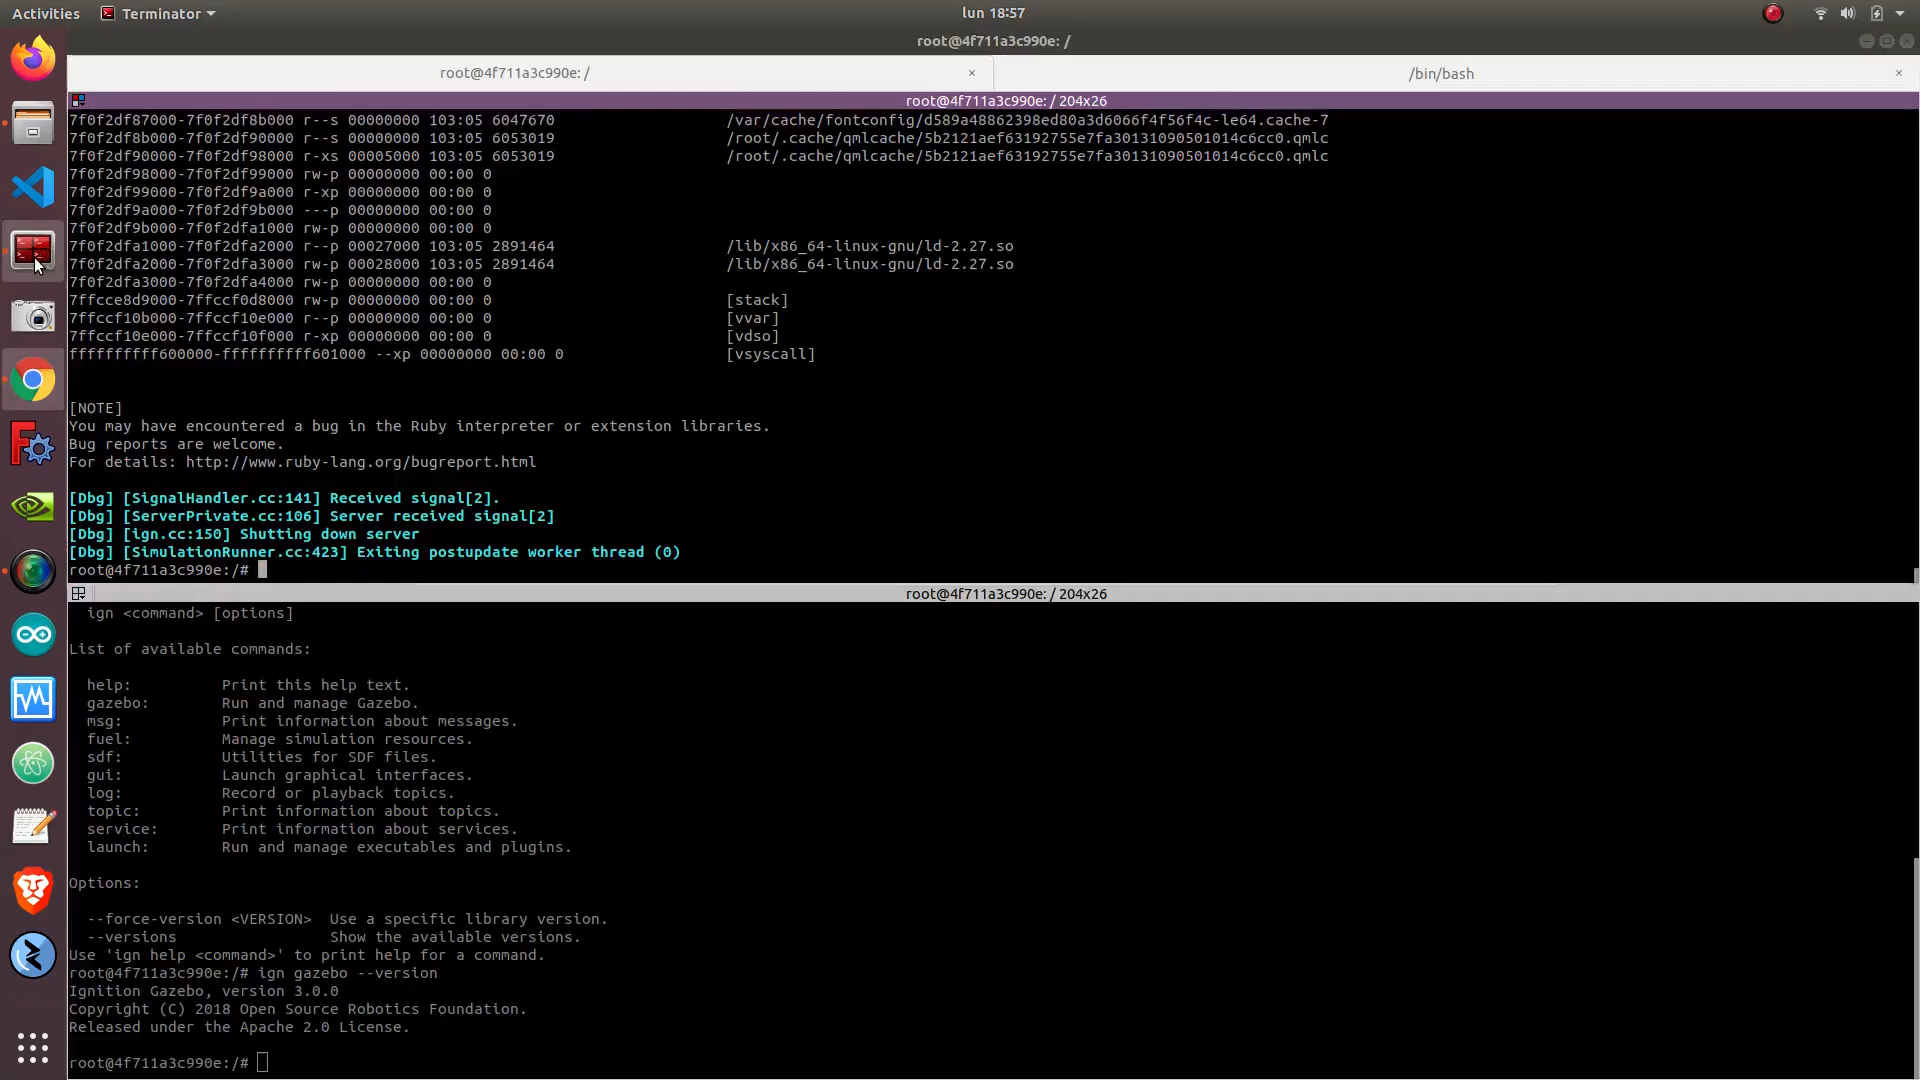 Activities Terminator lun 18:57
root@4f711a3c990e: /
root@4f711a3c990e: / × /bin/bash ×
root@4f711a3c990e: / 204x26
7f0f2df87000-7f0f2df8b000 r--s 00000000 103:05 6047670 /var/cache/fontconfig/d589a48862398ed80a3d6066f4f56f4c-le64.cache-7
7f0f2df8b000-7f0f2df90000 r--s 00000000 103:05 6053019 /root/.cache/qmlcache/5b2121aef63192755e7fa30131090501014c6cc0.qmlc
7f0f2df90000-7f0f2df98000 r-xs 00005000 103:05 6053019 /root/.cache/qmlcache/5b2121aef63192755e7fa30131090501014c6cc0.qmlc
7f0f2df98000-7f0f2df99000 rw-p 00000000 00:00 0
7f0f2df99000-7f0f2df9a000 r-xp 00000000 00:00 0
7f0f2df9a000-7f0f2df9b000 ---p 00000000 00:00 0
7f0f2df9b000-7f0f2dfa1000 rw-p 00000000 00:00 0
7f0f2dfa1000-7f0f2dfa2000 r--p 00027000 103:05 2891464 /lib/x86_64-linux-gnu/ld-2.27.so
7f0f2dfa2000-7f0f2dfa3000 rw-p 00028000 103:05 2891464 /lib/x86_64-linux-gnu/ld-2.27.so
7f0f2dfa3000-7f0f2dfa4000 rw-p 00000000 00:00 0
7ffcce8d9000-7ffccf0d8000 rw-p 00000000 00:00 0 [stack]
7ffccf10b000-7ffccf10e000 r--p 00000000 00:00 0 [vvar]
7ffccf10e000-7ffccf10f000 r-xp 00000000 00:00 0 [vdso]
ffffffffff600000-ffffffffff601000 --xp 00000000 00:00 0 [vsyscall]
[NOTE]
You may have encountered a bug in the Ruby interpreter or extension libraries.
Bug reports are welcome.
For details: http://www.ruby-lang.org/bugreport.html
[Dbg] [SignalHandler.cc:141] Received signal[2].
[Dbg] [ServerPrivate.cc:106] Server received signal[2]
[Dbg] [ign.cc:150] Shutting down server
[Dbg] [SimulationRunner.cc:423] Exiting postupdate worker thread (0)
root@4f711a3c990e:/#
root@4f711a3c990e: / 204x26
ign <command> [options]
List of available commands:
help: Print this help text.
gazebo: Run and manage Gazebo.
msg: Print information about messages.
fuel: Manage simulation resources.
sdf: Utilities for SDF files.
gui: Launch graphical interfaces.
log: Record or playback topics.
topic: Print information about topics.
service: Print information about services.
launch: Run and manage executables and plugins.
Options:
--force-version <VERSION> Use a specific library version.
--versions Show the available versions.
Use 'ign help <command>' to print help for a command.
root@4f711a3c990e:/# ign gazebo --version
Ignition Gazebo, version 3.0.0
Copyright (C) 2018 Open Source Robotics Foundation.
Released under the Apache 2.0 License.
root@4f711a3c990e:/#